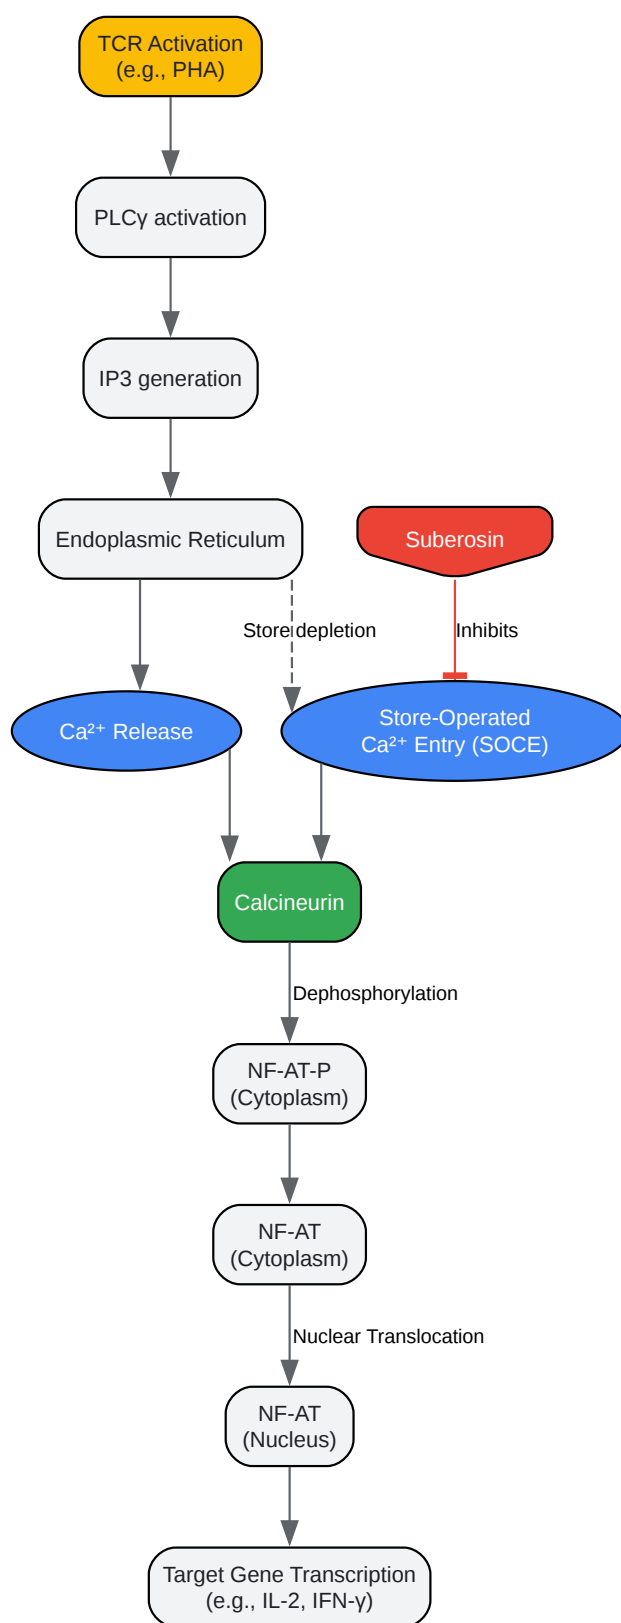 TCR Activation
(e.g., PHA)
PLCγ activation
IP3 generation
Endoplasmic Reticulum
Suberosin
Store depletion
Inhibits
Ca²⁺ Release
Store-Operated
Ca²⁺ Entry (SOCE)
Calcineurin
Dephosphorylation
NF-AT-P
(Cytoplasm)
NF-AT
(Cytoplasm)
Nuclear Translocation
NF-AT
(Nucleus)
Target Gene Transcription
(e.g., IL-2, IFN-γ)